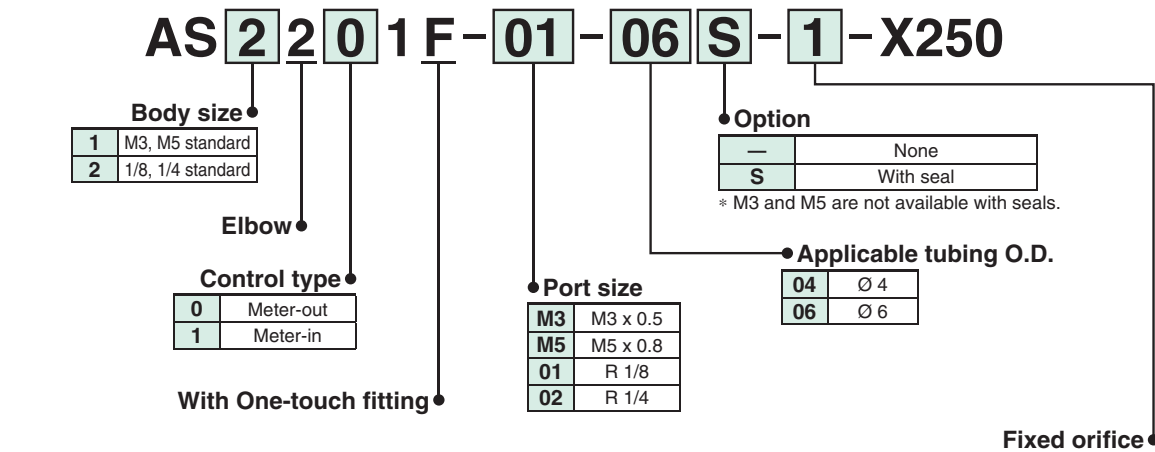 AS 2 2 0 1 F - 01 - 06 S - 1 - X250
Body size
1 M3, M5 standard
2 1/8, 1/4 standard
Elbow
Control type
0 Meter-out
1 Meter-in
With One-touch fitting
Port size
M3 M3 x 0.5
M5 M5 x 0.8
01 R 1/8
02 R 1/4
Option
— None
S With seal
* M3 and M5 are not available with seals.
Applicable tubing O.D.
04 Ø 4
06 Ø 6
Fixed orifice